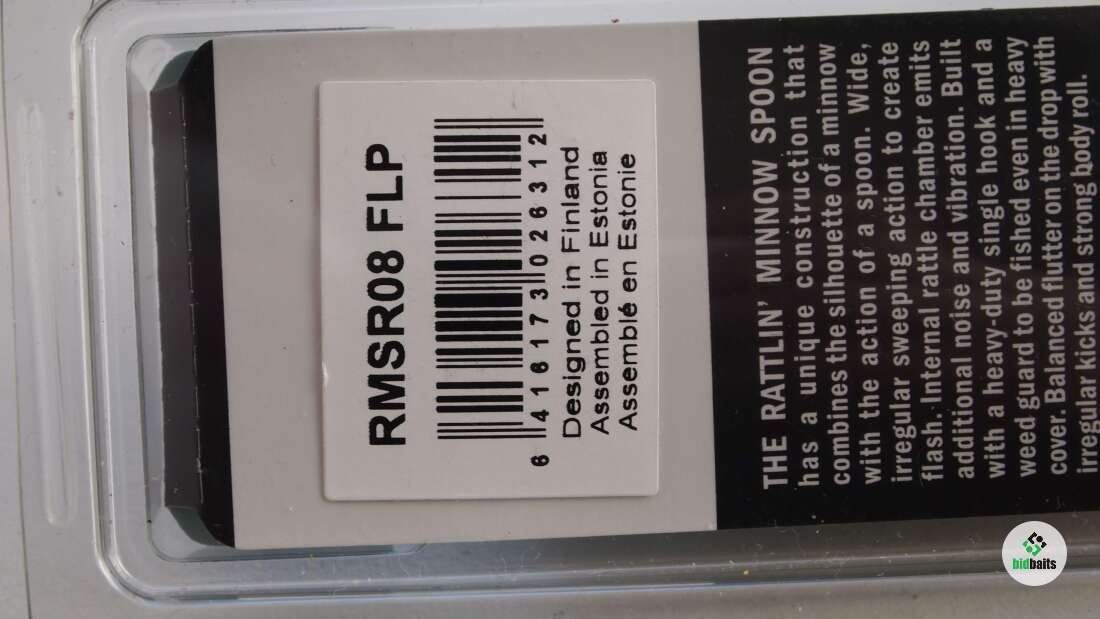 RMSR08 FLP
6 416173 026312
Designed in Finland
Assembled in Estonia
Assemblé en Estonie
THE RATTLIN' MINNOW SPOON
has a unique construction that
combines the silhouette of a minnow
with the action of a spoon. Wide,
irregular sweeping action to create
flash. Internal rattle chamber emits
additional noise and vibration. Built
with a heavy-duty single hook and a
weed guard to be fished even in heavy
cover. Balanced flutter on the drop with
irregular kicks and strong body roll.
bidbaits